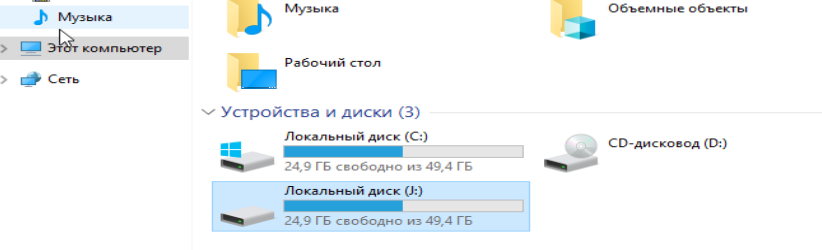 Музыка
Этот компьютер
Сеть
Музыка
Объемные объекты
Рабочий стол
Устройства и диски (3)
Локальный диск (C:)
24,9 ГБ свободно из 49,4 ГБ
CD-дисковод (D:)
Локальный диск (J:)
24,9 ГБ свободно из 49,4 ГБ